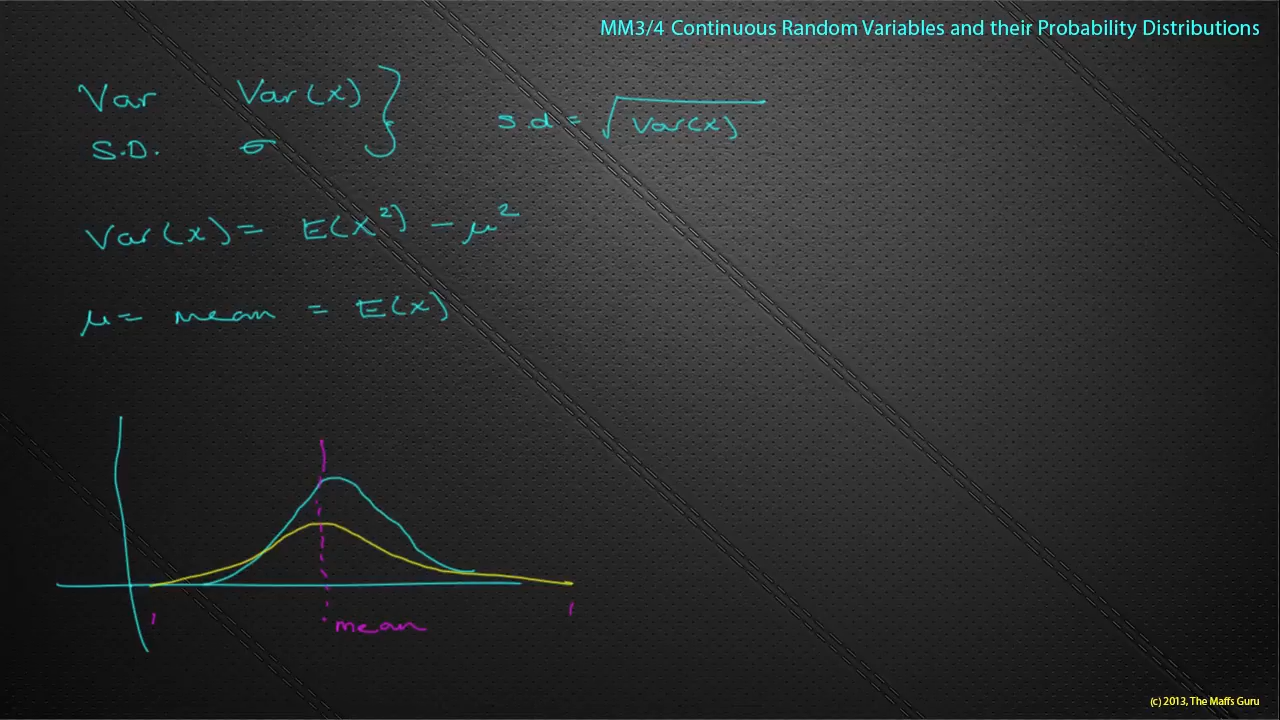 MM3/4 Continuous Random Variables and their Probability Distributions
Var Var(x) }
S.D. σ
s.d = √Var(x)
Var(x) = E(X²) - μ²
μ = mean = E(x)
mean
(c) 2013, The Maffs Guru